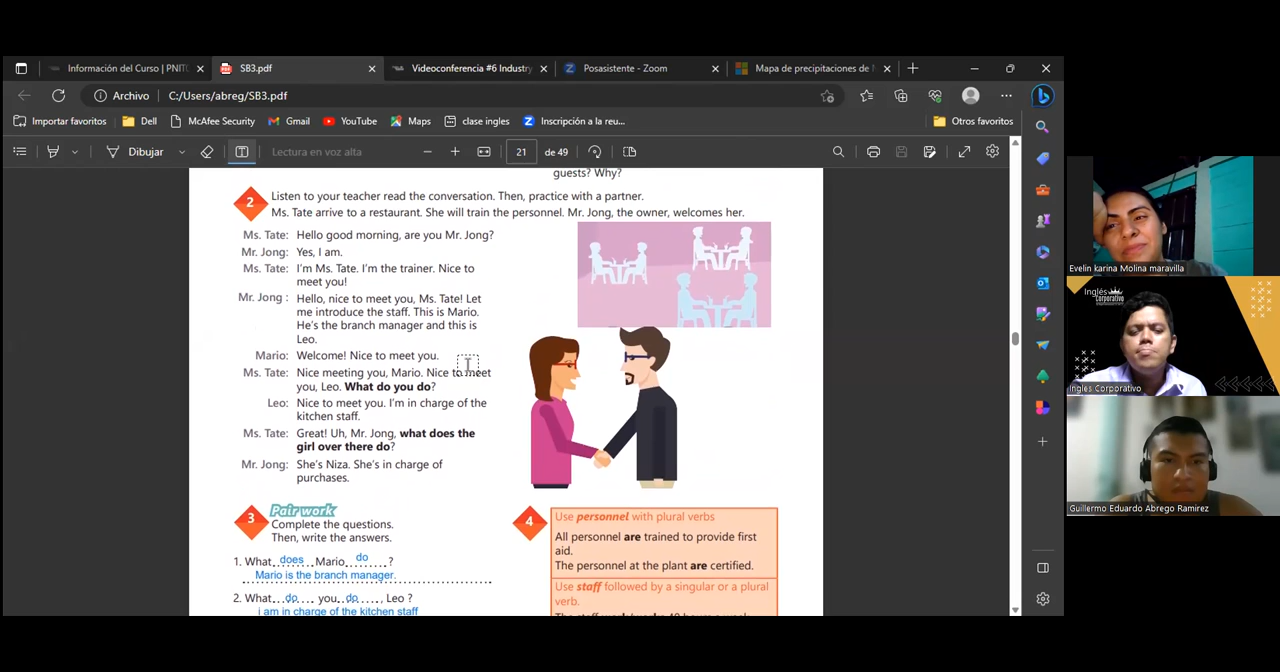 Información del Curso | PNIT
SB3.pdf
Videoconferencia #6 Industry
Posasistente - Zoom
Mapa de precipitaciones de
Archivo
C:/Users/abreg/SB3.pdf
Importar favoritos
Dell
McAfee Security
Gmail
YouTube
Maps
clase ingles
Inscripción a la reu...
Otros favoritos
Dibujar
Lectura en voz alta
21
de 49
guests? Why?
2
Listen to your teacher read the conversation. Then, practice with a partner.
Ms. Tate arrive to a restaurant. She will train the personnel. Mr. Jong, the owner, welcomes her.
Ms. Tate: Hello good morning, are you Mr. Jong?
Mr. Jong: Yes, I am.
Ms. Tate: I'm Ms. Tate. I'm the trainer. Nice to
meet you!
Mr. Jong : Hello, nice to meet you, Ms. Tate! Let
me introduce the staff. This is Mario.
He's the branch manager and this is
Leo.
Mario: Welcome! Nice to meet you.
Ms. Tate: Nice meeting you, Mario. Nice to meet
you, Leo. What do you do?
Leo: Nice to meet you. I'm in charge of the
kitchen staff.
Ms. Tate: Great! Uh, Mr. Jong, what does the
girl over there do?
Mr. Jong: She's Niza. She's in charge of
purchases.
3
Pair work
Complete the questions.
Then, write the answers.
1. What does Mario do ?
Mario is the branch manager.
2. What do you do , Leo ?
i am in charge of the kitchen staff
4
Use personnel with plural verbs
All personnel are trained to provide first
aid.
The personnel at the plant are certified.
Use staff followed by a singular or a plural
verb.
Evelin karina Molina maravilla
Inglés
Corporativo
Inglés Corporativo
Guillermo Eduardo Abrego Ramirez